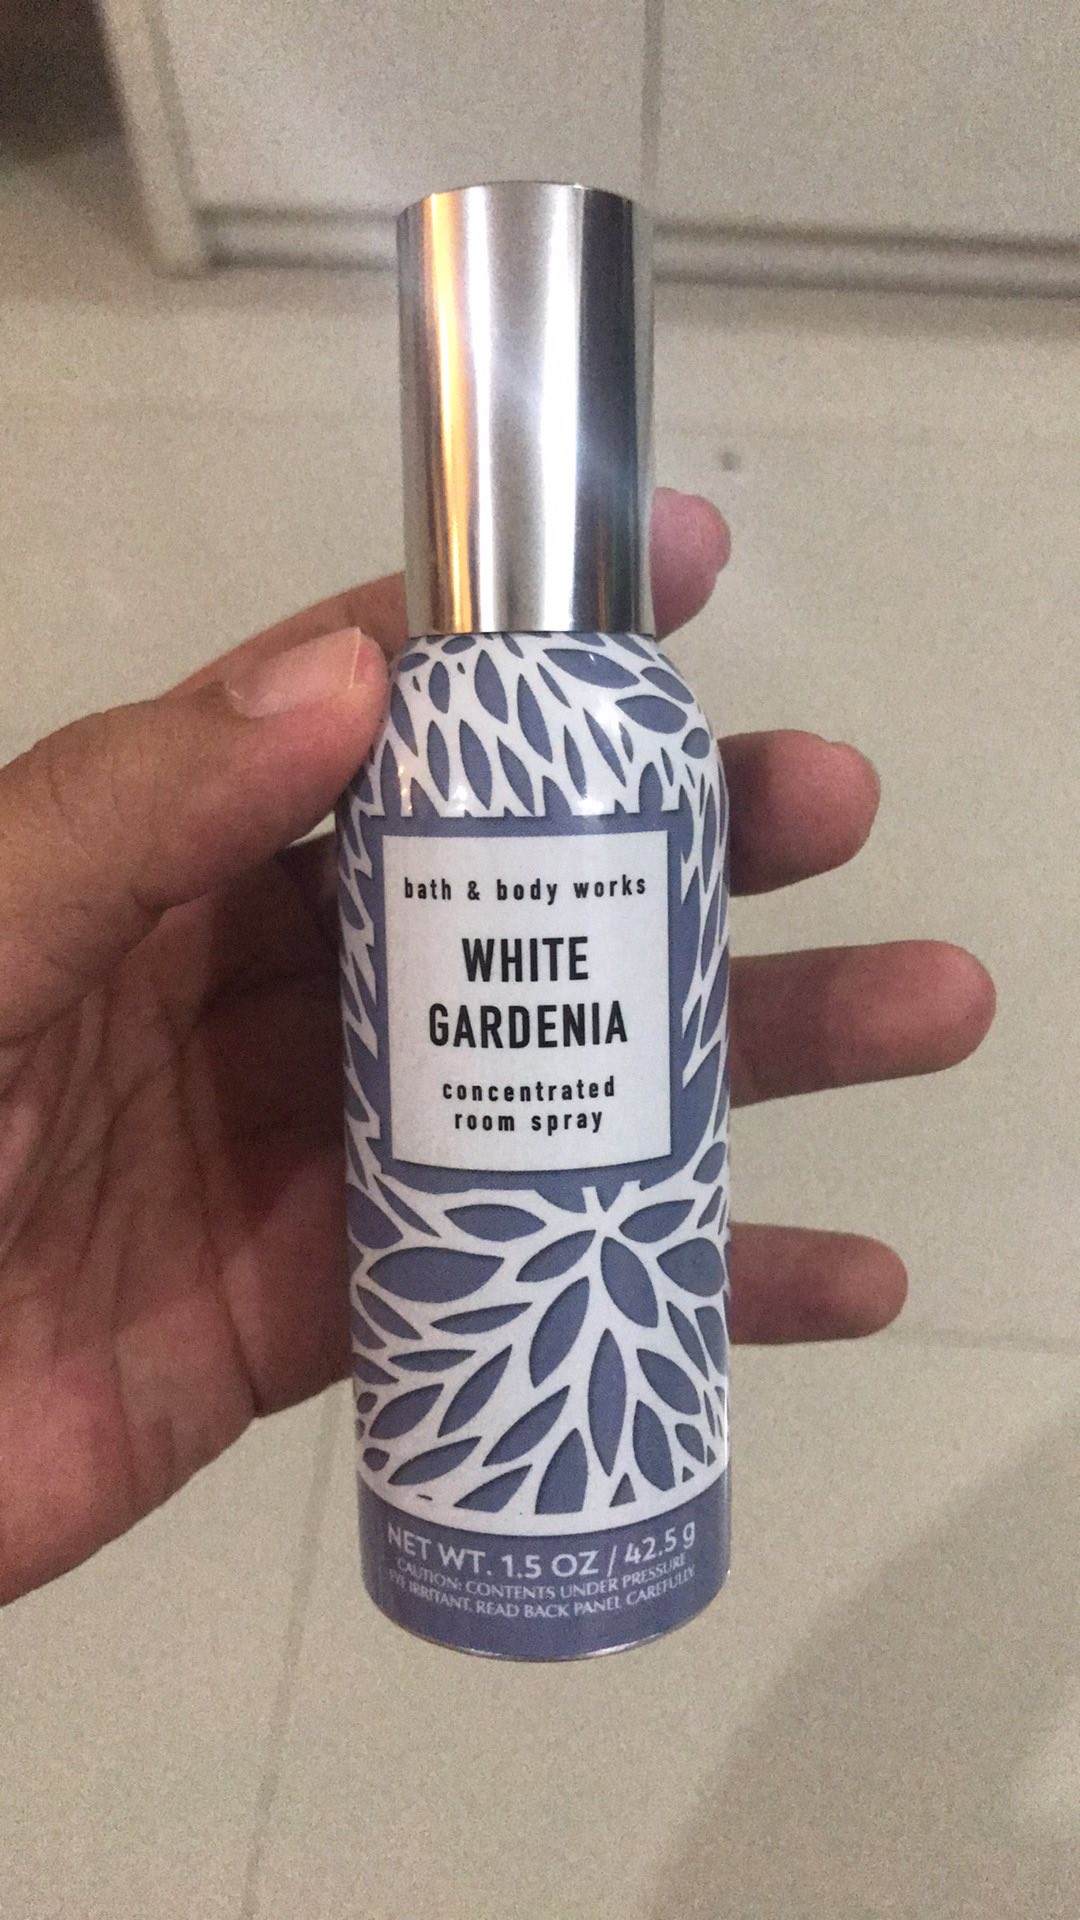 bath & body works
WHITE
GARDENIA
concentrated
room spray
NET WT. 1.5 OZ / 42.5 g
CAUTION: CONTENTS UNDER PRESSURE
EYE IRRITANT. READ BACK PANEL CAREFULLY